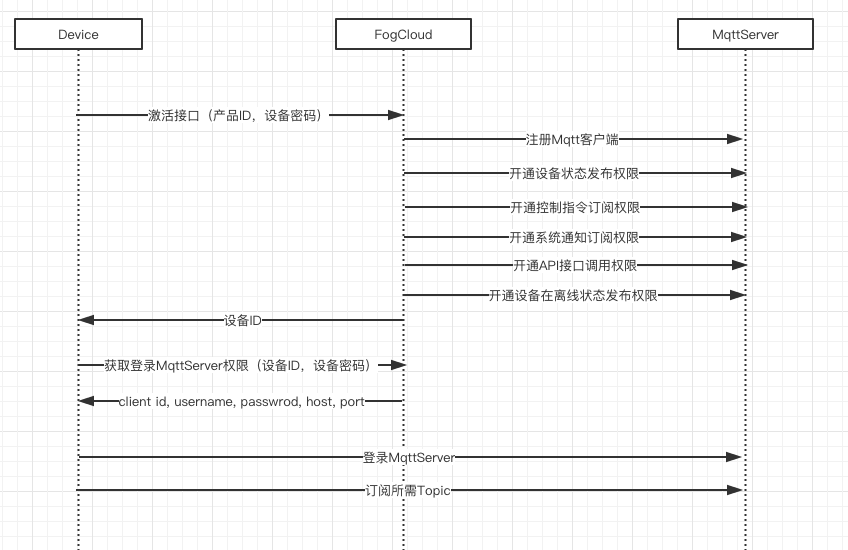 Device
FogCloud
MqttServer
激活接口（产品ID，设备密码）
注册Mqtt客户端
开通设备状态发布权限
开通控制指令订阅权限
开通系统通知订阅权限
开通API接口调用权限
开通设备在离线状态发布权限
设备ID
获取登录MqttServer权限（设备ID，设备密码）
client id, username, passwrod, host, port
登录MqttServer
订阅所需Topic